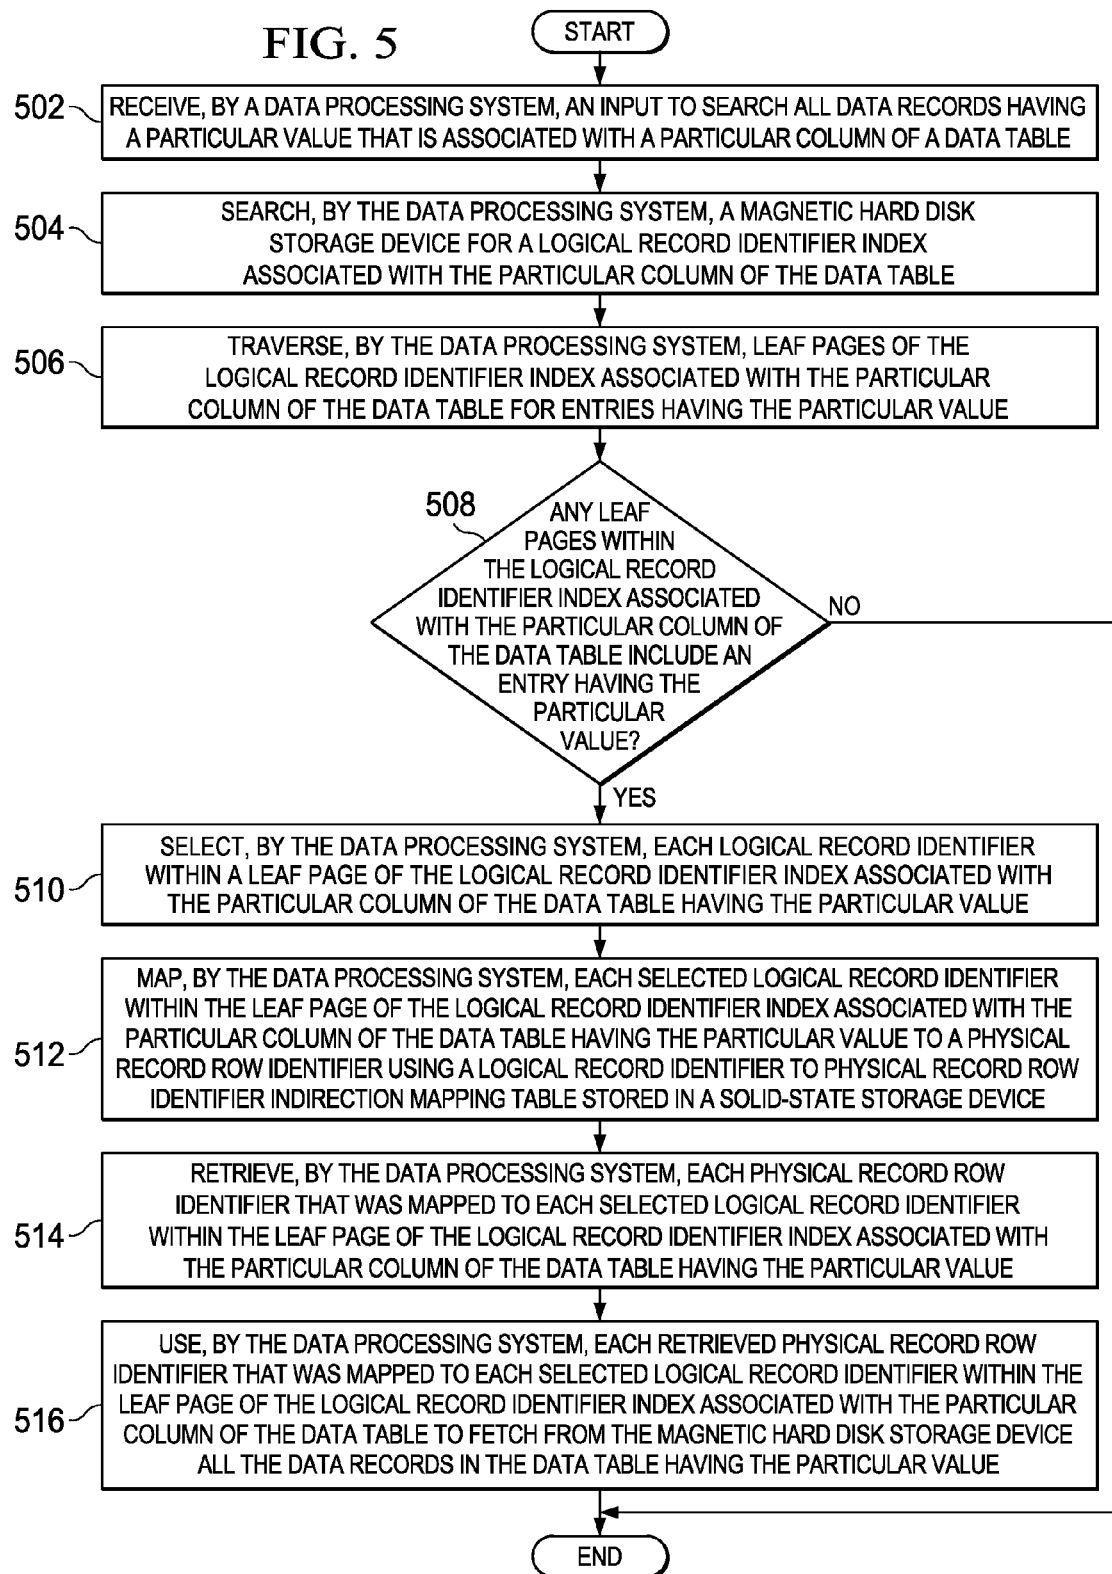 FIG. 5
START
502
RECEIVE, BY A DATA PROCESSING SYSTEM, AN INPUT TO SEARCH ALL DATA RECORDS HAVING
A PARTICULAR VALUE THAT IS ASSOCIATED WITH A PARTICULAR COLUMN OF A DATA TABLE
504
SEARCH, BY THE DATA PROCESSING SYSTEM, A MAGNETIC HARD DISK
STORAGE DEVICE FOR A LOGICAL RECORD IDENTIFIER INDEX
ASSOCIATED WITH THE PARTICULAR COLUMN OF THE DATA TABLE
506
TRAVERSE, BY THE DATA PROCESSING SYSTEM, LEAF PAGES OF THE
LOGICAL RECORD IDENTIFIER INDEX ASSOCIATED WITH THE PARTICULAR
COLUMN OF THE DATA TABLE FOR ENTRIES HAVING THE PARTICULAR VALUE
508
ANY LEAF
PAGES WITHIN
THE LOGICAL RECORD
IDENTIFIER INDEX ASSOCIATED
WITH THE PARTICULAR COLUMN OF
THE DATA TABLE INCLUDE AN
ENTRY HAVING THE
PARTICULAR
VALUE?
NO
YES
510
SELECT, BY THE DATA PROCESSING SYSTEM, EACH LOGICAL RECORD IDENTIFIER
WITHIN A LEAF PAGE OF THE LOGICAL RECORD IDENTIFIER INDEX ASSOCIATED WITH
THE PARTICULAR COLUMN OF THE DATA TABLE HAVING THE PARTICULAR VALUE
512
MAP, BY THE DATA PROCESSING SYSTEM, EACH SELECTED LOGICAL RECORD IDENTIFIER
WITHIN THE LEAF PAGE OF THE LOGICAL RECORD IDENTIFIER INDEX ASSOCIATED WITH THE
PARTICULAR COLUMN OF THE DATA TABLE HAVING THE PARTICULAR VALUE TO A PHYSICAL
RECORD ROW IDENTIFIER USING A LOGICAL RECORD IDENTIFIER TO PHYSICAL RECORD ROW
IDENTIFIER INDIRECTION MAPPING TABLE STORED IN A SOLID-STATE STORAGE DEVICE
514
RETRIEVE, BY THE DATA PROCESSING SYSTEM, EACH PHYSICAL RECORD ROW
IDENTIFIER THAT WAS MAPPED TO EACH SELECTED LOGICAL RECORD IDENTIFIER
WITHIN THE LEAF PAGE OF THE LOGICAL RECORD IDENTIFIER INDEX ASSOCIATED WITH
THE PARTICULAR COLUMN OF THE DATA TABLE HAVING THE PARTICULAR VALUE
516
USE, BY THE DATA PROCESSING SYSTEM, EACH RETRIEVED PHYSICAL RECORD ROW
IDENTIFIER THAT WAS MAPPED TO EACH SELECTED LOGICAL RECORD IDENTIFIER WITHIN THE
LEAF PAGE OF THE LOGICAL RECORD IDENTIFIER INDEX ASSOCIATED WITH THE PARTICULAR
COLUMN OF THE DATA TABLE TO FETCH FROM THE MAGNETIC HARD DISK STORAGE DEVICE
ALL THE DATA RECORDS IN THE DATA TABLE HAVING THE PARTICULAR VALUE
END